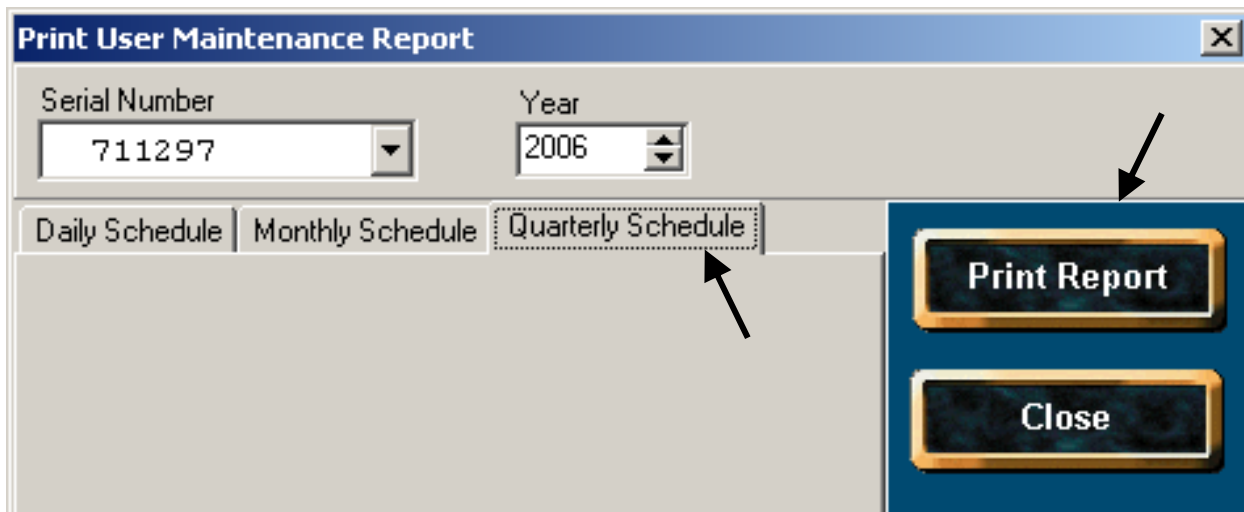 Print User Maintenance Report
Serial Number
Year
711297
2006
Daily Schedule
Monthly Schedule
Quarterly Schedule
Print Report
Close